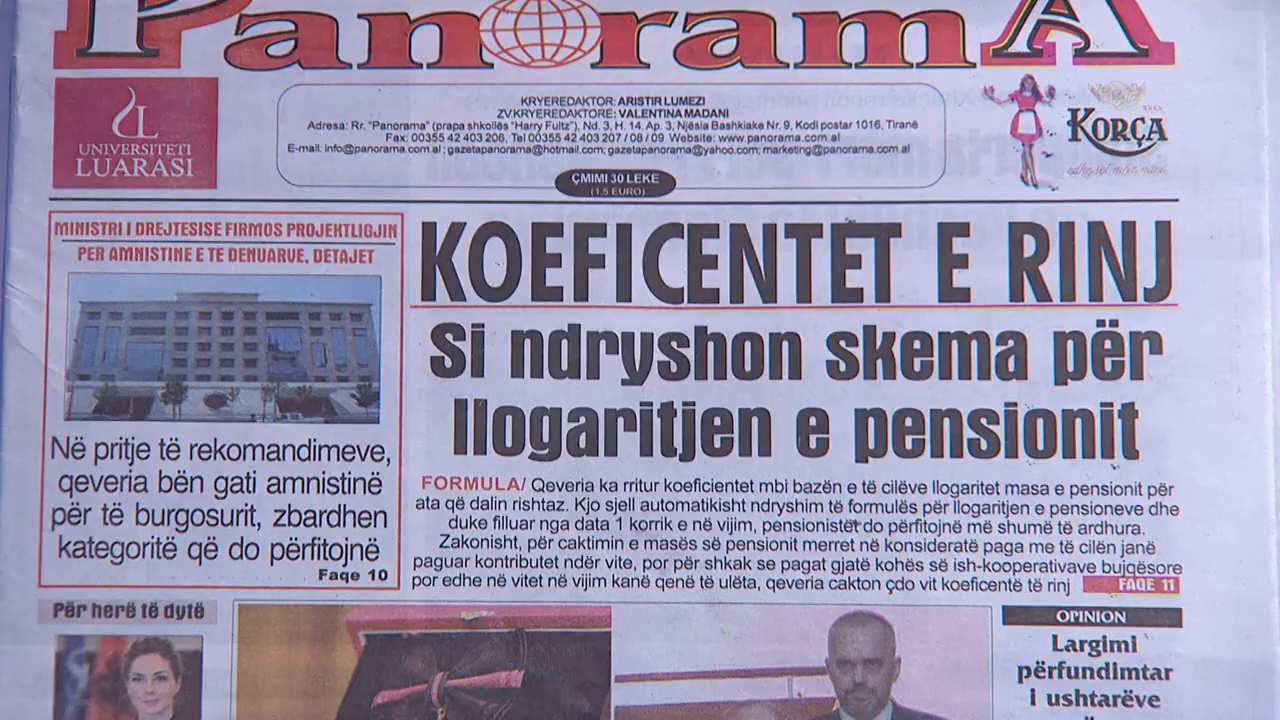 PanoramA
UNIVERSITETI
LUARASI
KRYEREDAKTOR: ARISTIR LUMEZI
ZV.KRYEREDAKTORE: VALENTINA MADANI
Adresa: Rr. "Panorama" (prapa shkollës "Harry Fultz"), Nd. 3, H. 14, Ap. 3, Njësia Bashkiake Nr. 9, Kodi postar 1016, Tiranë
Fax: 00355 42 403 206, Tel 00355 42 403 207 / 08 / 09. Website: www.panorama.com.al
E-mail: info@panorama.com.al; gazetapanorama@hotmail.com; gazetapanorama@yahoo.com; marketing@panorama.com.al
ÇMIMI 30 LEKE
(1.5 EURO)
KORÇA
MINISTRI I DREJTESISE FIRMOS PROJEKTLIGJIN
PER AMNISTINE E TE DENUARVE, DETAJET
Në pritje të rekomandimeve,
qeveria bën gati amnistinë
për të burgosurit, zbardhen
kategoritë që do përfitojnë
Faqe 10
KOEFICENTET E RINJ
Si ndryshon skema për
llogaritjen e pensionit
FORMULA/ Qeveria ka rritur koeficientet mbi bazën e të cilëve llogaritet masa e pensionit për
ata që dalin rishtaz. Kjo sjell automatikisht ndryshim të formulës për llogaritjen e pensioneve dhe
duke filluar nga data 1 korrik e në vijim, pensionistët do përfitojnë më shumë të ardhura.
Zakonisht, për caktimin e masës së pensionit merret në konsideratë paga me të cilën janë
paguar kontributet ndër vite, por për shkak se pagat gjatë kohës së ish-kooperativave bujqësore
por edhe në vitet në vijim kanë qenë të ulëta, qeveria cakton çdo vit koeficentë të rinj
FAQE 11
Për herë të dytë
OPINION
Largimi
përfundimtar
i ushtarëve